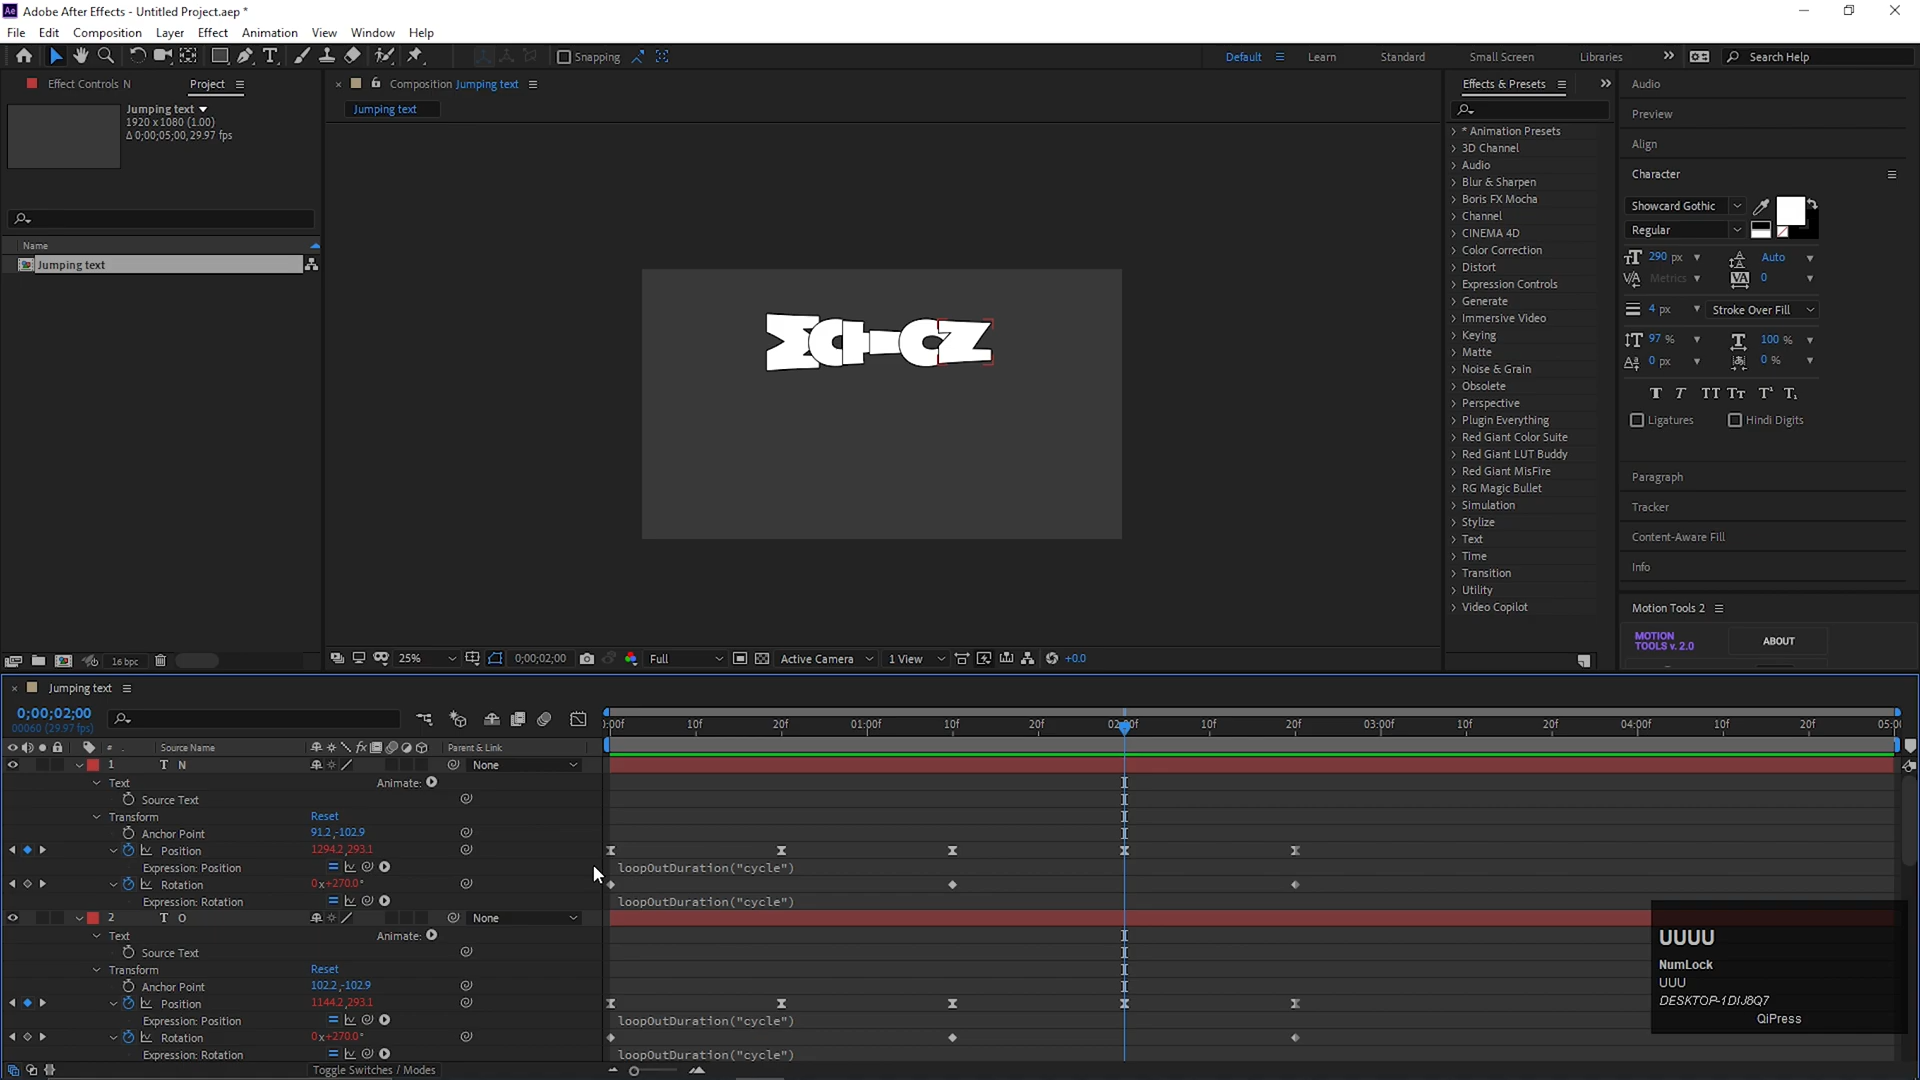 Adobe After Effects - Untitled Project.aep *
File Edit Composition Layer Effect Animation View Window Help
Snapping
Default Learn Standard Small Screen Libraries
Search Help
Effect Controls N
Project
Jumping text
1920 x 1080 (1.00)
Δ 0;00;05;00, 29.97 fps
Name
Jumping text
16 bpc
Composition Jumping text
Jumping text
25%
0;00;02;00
Full
Active Camera
1 View
+0.0
Effects & Presets
* Animation Presets
3D Channel
Audio
Blur & Sharpen
Boris FX Mocha
Channel
CINEMA 4D
Color Correction
Distort
Expression Controls
Generate
Immersive Video
Keying
Matte
Noise & Grain
Obsolete
Perspective
Plugin Everything
Red Giant Color Suite
Red Giant LUT Buddy
Red Giant MisFire
RG Magic Bullet
Simulation
Stylize
Text
Time
Transition
Utility
Video Copilot
Audio
Preview
Align
Character
Showcard Gothic
Regular
290 px Auto
Metrics 0
4 px Stroke Over Fill
97 % 100 %
0 px 0 %
Ligatures Hindi Digits
Paragraph
Tracker
Content-Aware Fill
Info
Motion Tools 2
MOTION
TOOLS v. 2.0
ABOUT
Jumping text
0;00;02;00
00060 (29.97 fps)
:00f 10f 20f 01:00f 10f 20f 02:00f 10f 20f 03:00f 10f 20f 04:00f 10f 20f 05:00
# Source Name Parent & Link
1 T N None
Text Animate:
Source Text
Transform Reset
Anchor Point 91.2,-102.9
Position 1294.2,293.1
Expression: Position loopOutDuration("cycle")
Rotation 0x+270.0°
Expression: Rotation loopOutDuration("cycle")
2 T O None
Text Animate:
Source Text
Transform Reset
Anchor Point 102.2,-102.9
Position 1144.2,293.1
Expression: Position loopOutDuration("cycle")
Rotation 0x+270.0°
Expression: Rotation loopOutDuration("cycle")
Toggle Switches / Modes
UUUU
NumLock
UUU
DESKTOP-1DIJ8Q7
QiPress